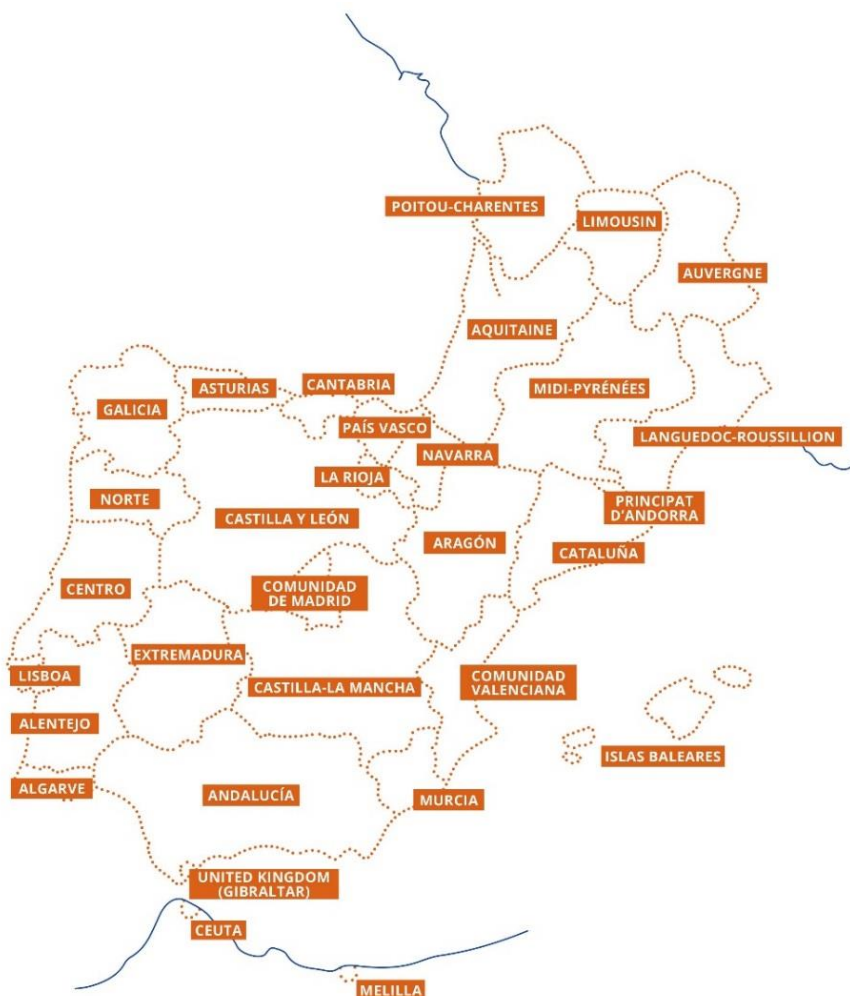 POITOU-CHARENTES
LIMOUSIN
AUVERGNE
AQUITAINE
ASTURIAS
CANTABRIA
MIDI-PYRÉNÉES
GALICIA
PAÍS VASCO
LANGUEDOC-ROUSSILLION
NAVARRA
LA RIOJA
NORTE
PRINCIPAT
D'ANDORRA
CASTILLA Y LEÓN
ARAGÓN
CATALUÑA
CENTRO
COMUNIDAD
DE MADRID
EXTREMADURA
LISBOA
CASTILLA-LA MANCHA
COMUNIDAD
VALENCIANA
ALENTEJO
ISLAS BALEARES
ALGARVE
ANDALUCÍA
MURCIA
UNITED KINGDOM
(GIBRALTAR)
CEUTA
MELILLA